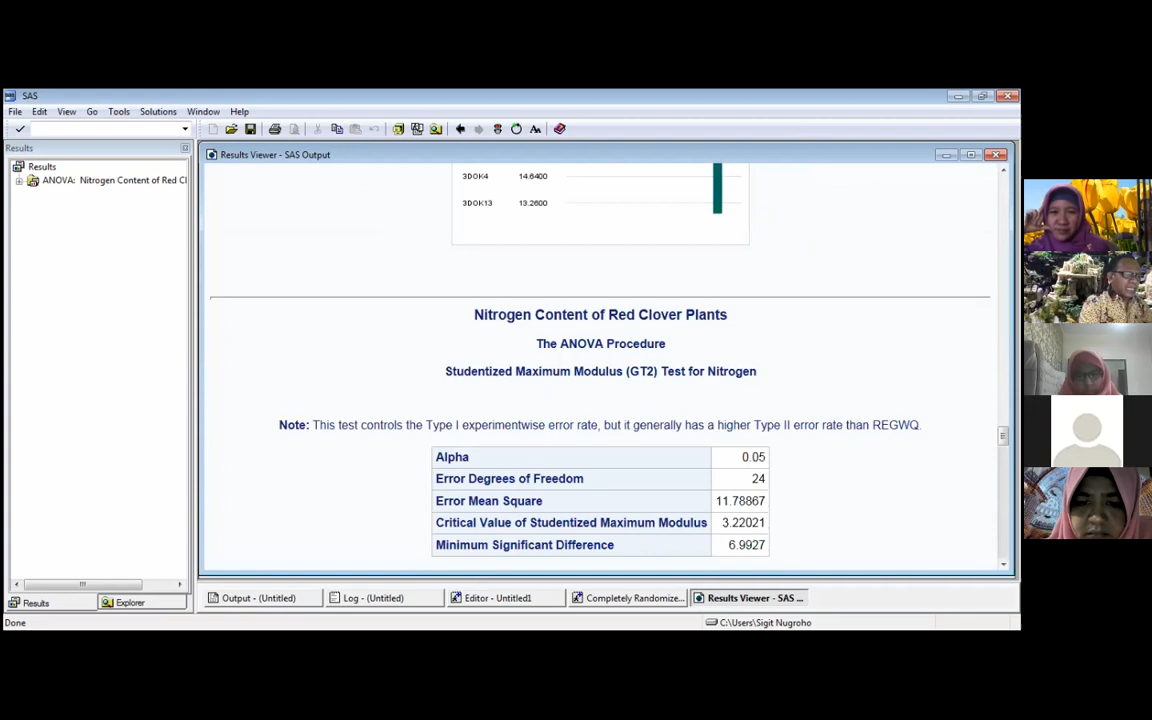 SAS
File Edit View Go Tools Solutions Window Help
Results
Results Viewer - SAS Output
Results
ANOVA: Nitrogen Content of Red Cl
3DOK4 14.6400
3DOK13 13.2600
Nitrogen Content of Red Clover Plants
The ANOVA Procedure
Studentized Maximum Modulus (GT2) Test for Nitrogen
Note: This test controls the Type I experimentwise error rate, but it generally has a higher Type II error rate than REGWQ.
Alpha 0.05
Error Degrees of Freedom 24
Error Mean Square 11.78867
Critical Value of Studentized Maximum Modulus 3.22021
Minimum Significant Difference 6.9927
Results Explorer
Output - (Untitled) Log - (Untitled) Editor - Untitled1 Completely Randomize... Results Viewer - SAS ...
Done C:\Users\Sigit Nugroho